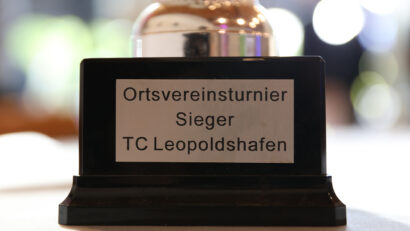 Ortsvereinsturnier
Sieger
TC Leopoldshafen